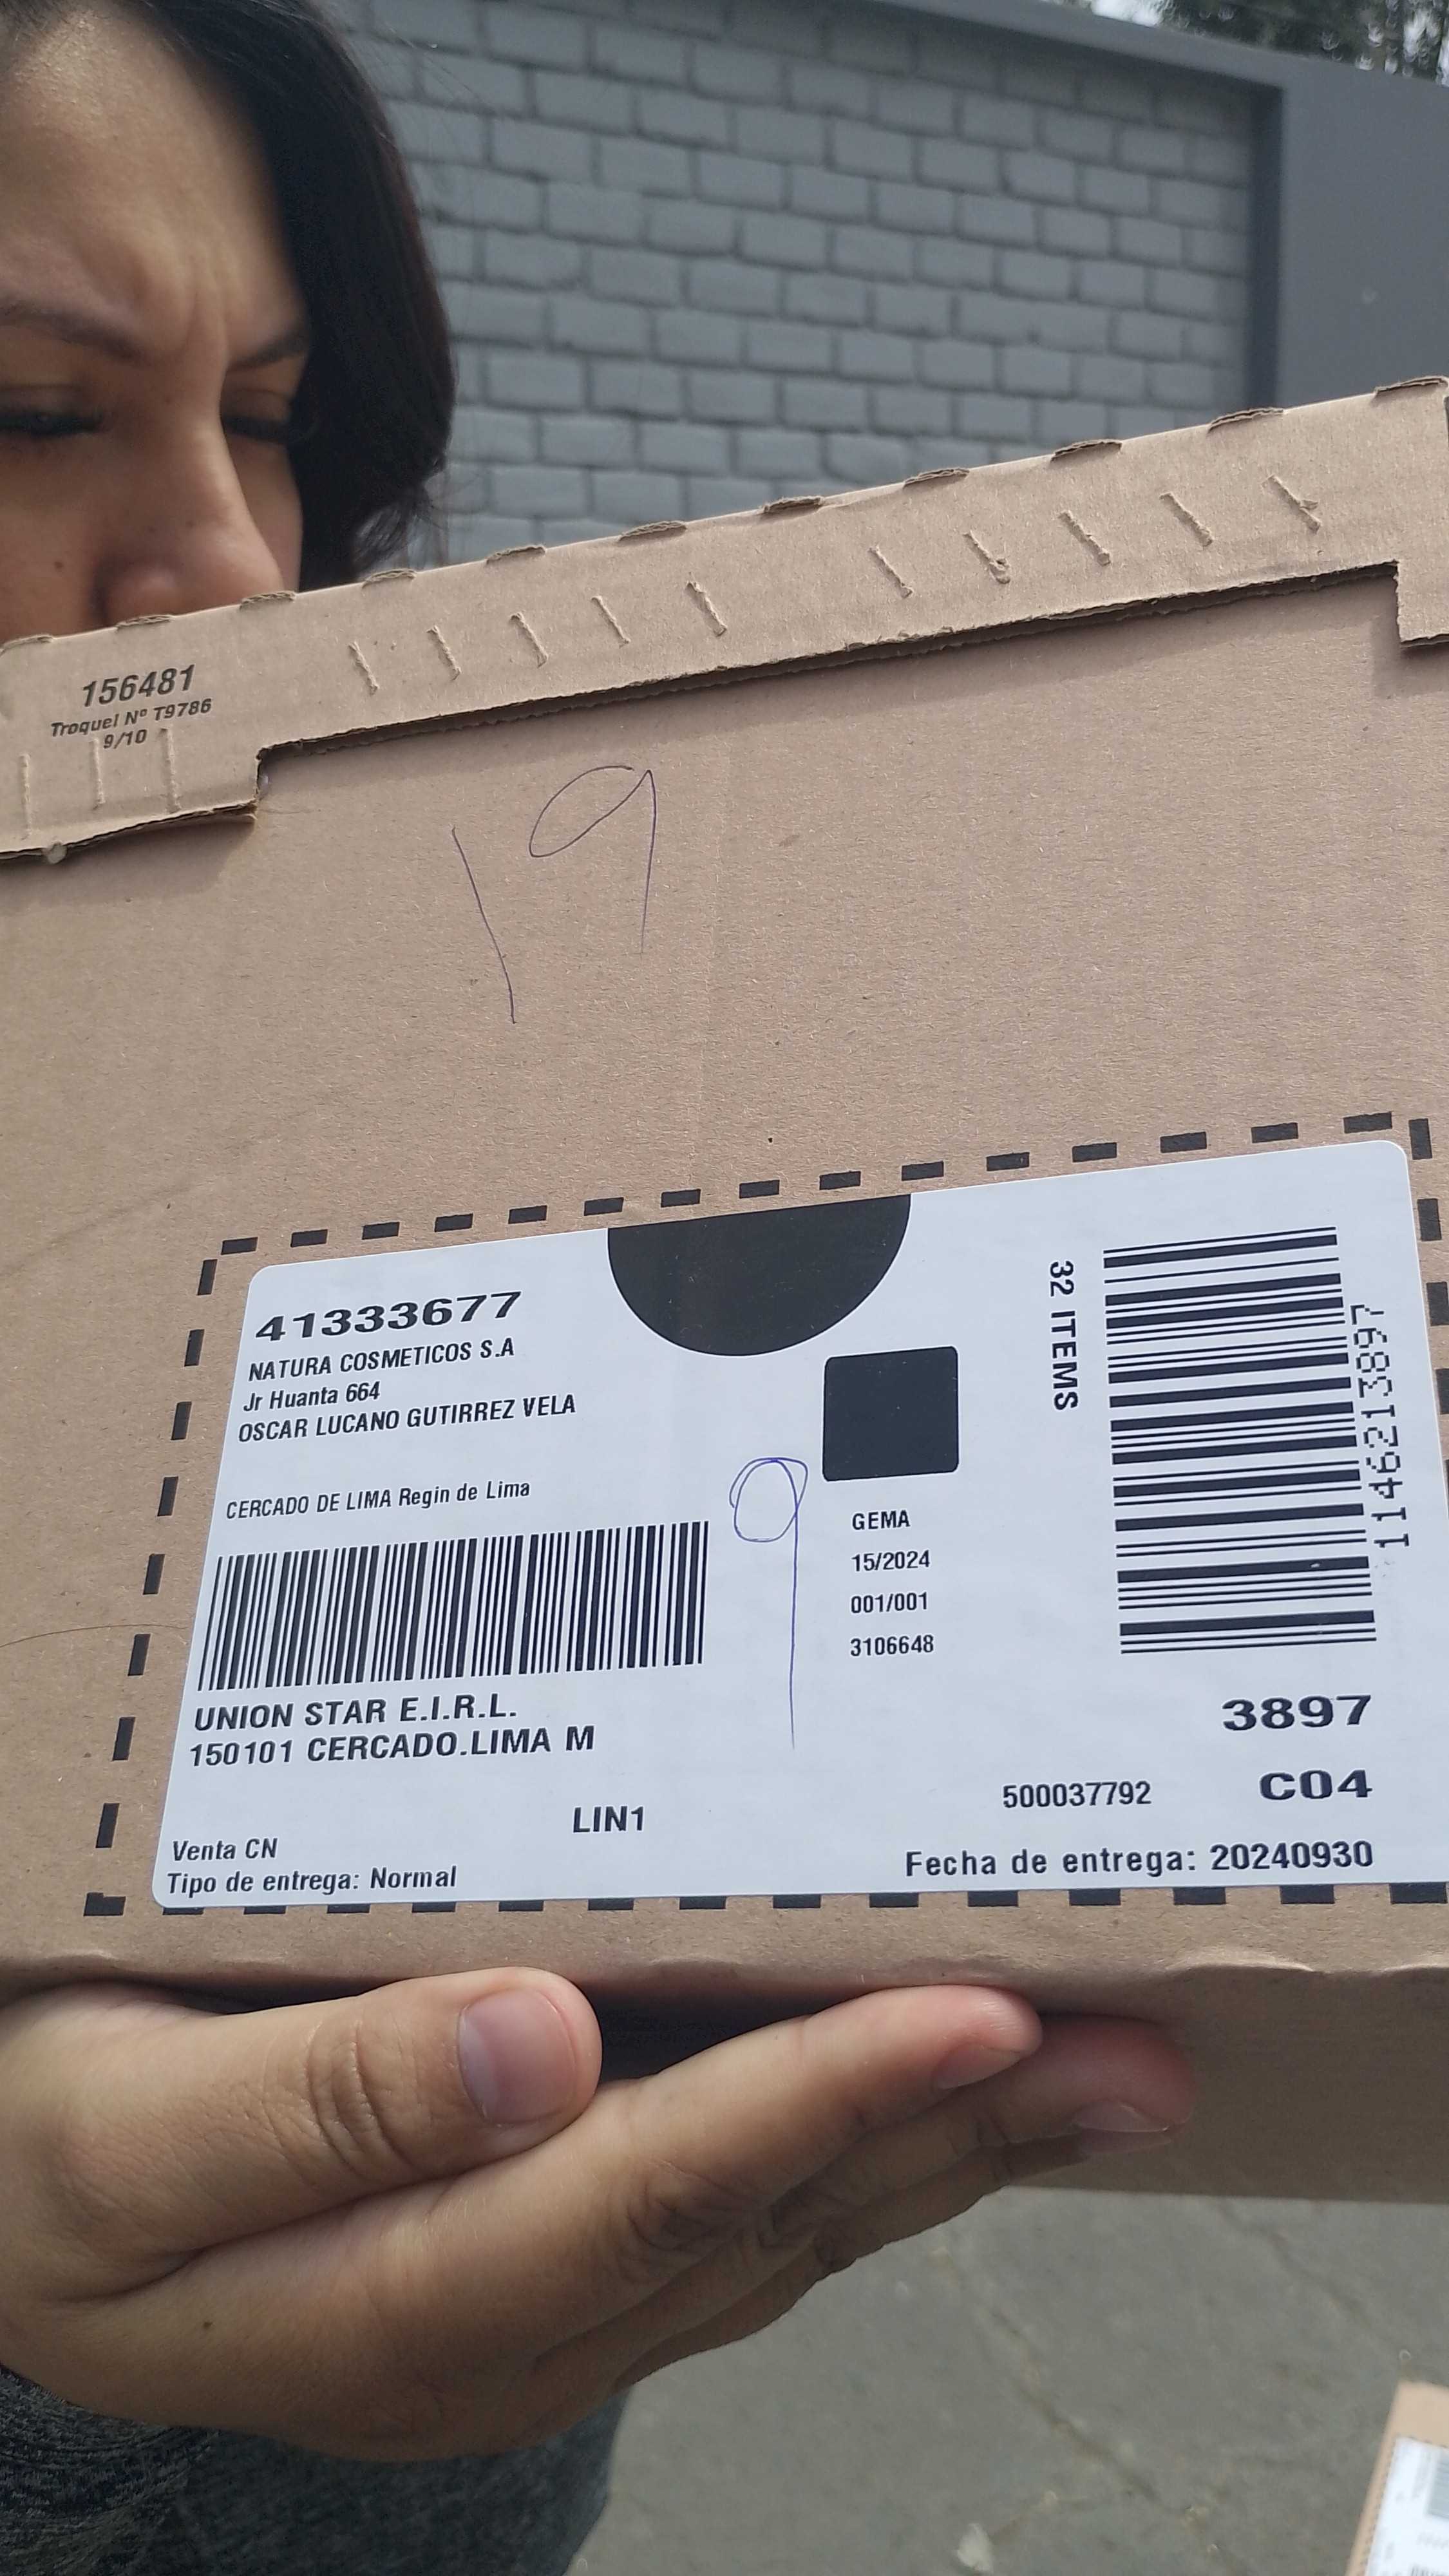 156481
Troquel Nº T9786
9/10
19
41333677
NATURA COSMETICOS S.A
Jr Huanta 664
OSCAR LUCANO GUTIRREZ VELA
CERCADO DE LIMA Regin de Lima
UNION STAR E.I.R.L.
150101 CERCADO.LIMA M
LIN1
Venta CN
Tipo de entrega: Normal
9
GEMA
15/2024
001/001
3106648
32 ITEMS
1146213897
3897
C04
500037792
Fecha de entrega: 20240930